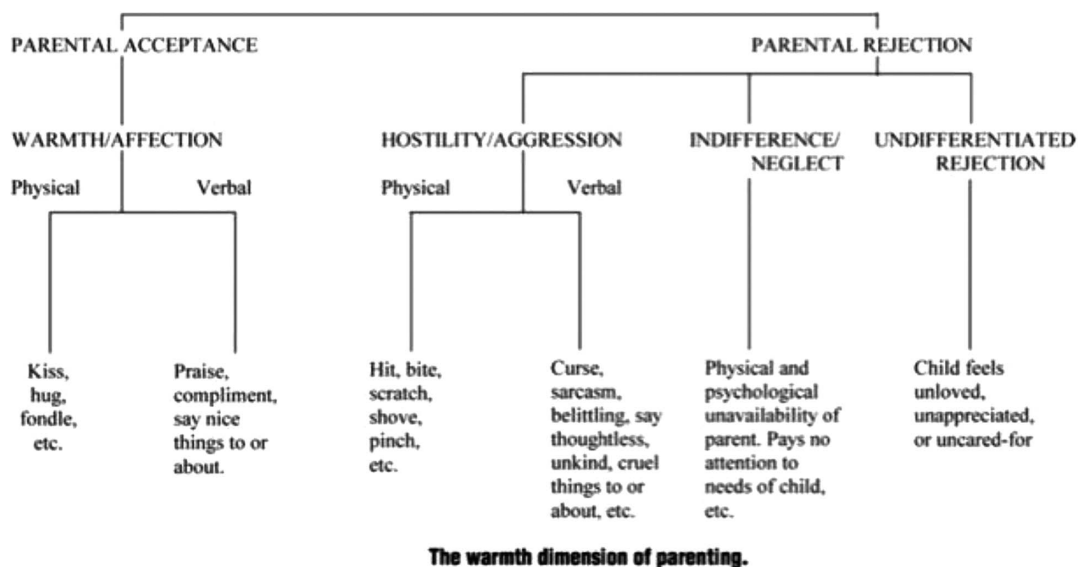 PARENTAL ACCEPTANCE
PARENTAL REJECTION
WARMTH/AFFECTION
HOSTILITY/AGGRESSION
INDIFFERENCE/
NEGLECT
UNDIFFERENTIATED
REJECTION
Physical
Verbal
Physical
Verbal
Kiss,
hug,
fondle,
etc.
Praise,
compliment,
say nice
things to or
about.
Hit, bite,
scratch,
shove,
pinch,
etc.
Curse,
sarcasm,
belittling, say
thoughtless,
unkind, cruel
things to or
about, etc.
Physical and
psychological
unavailability of
parent. Pays no
attention to
needs of child,
etc.
Child feels
unloved,
unappreciated,
or uncared-for
The warmth dimension of parenting.